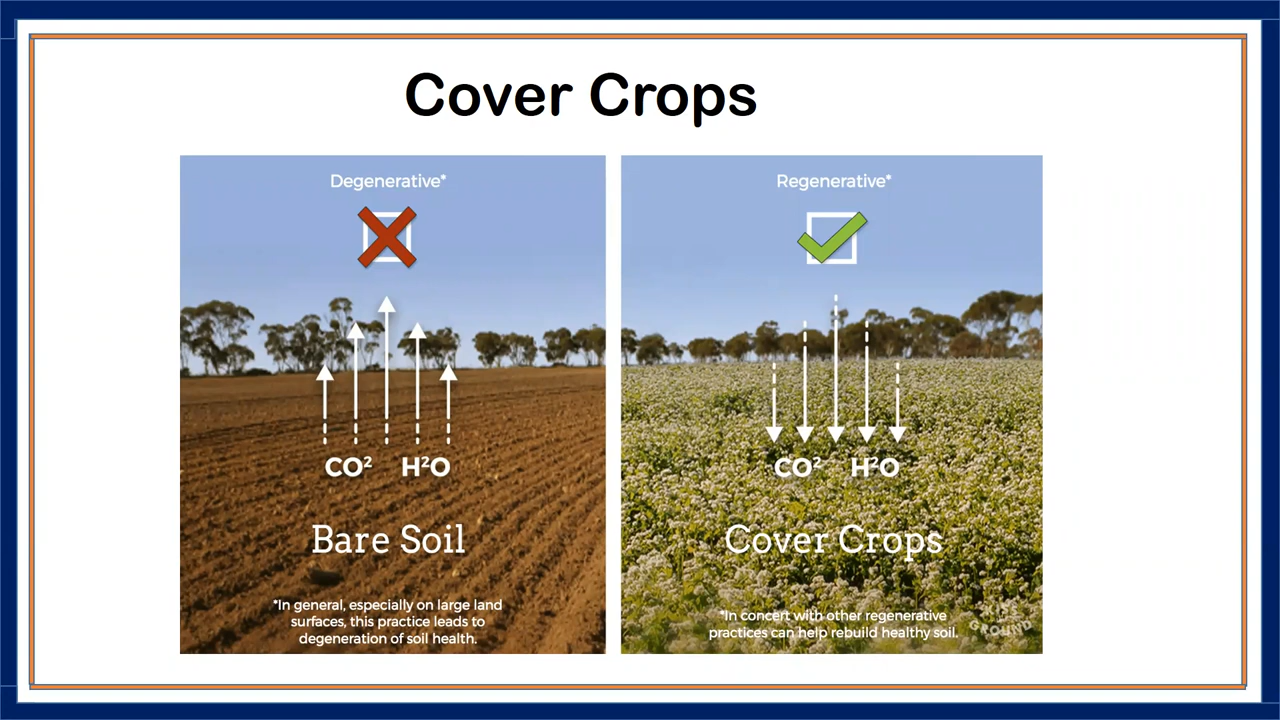 Cover Crops
Degenerative*
CO² H²O
Bare Soil
*In general, especially on large land
surfaces, this practice leads to
degeneration of soil health.
Regenerative*
CO² H²O
Cover Crops
*In concert with other regenerative
practices can help rebuild healthy soil.
GROUND